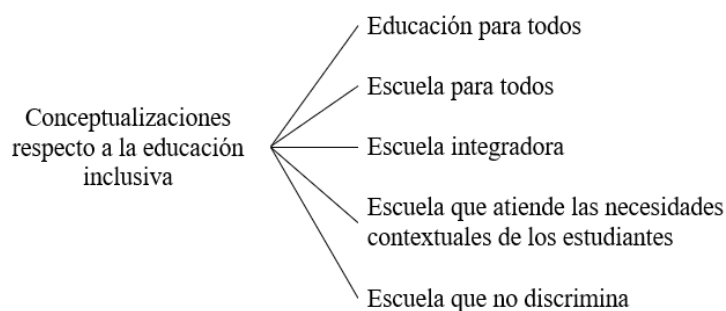 Conceptualizaciones
respecto a la educación
inclusiva
Educación para todos
Escuela para todos
Escuela integradora
Escuela que atiende las necesidades
contextuales de los estudiantes
Escuela que no discrimina